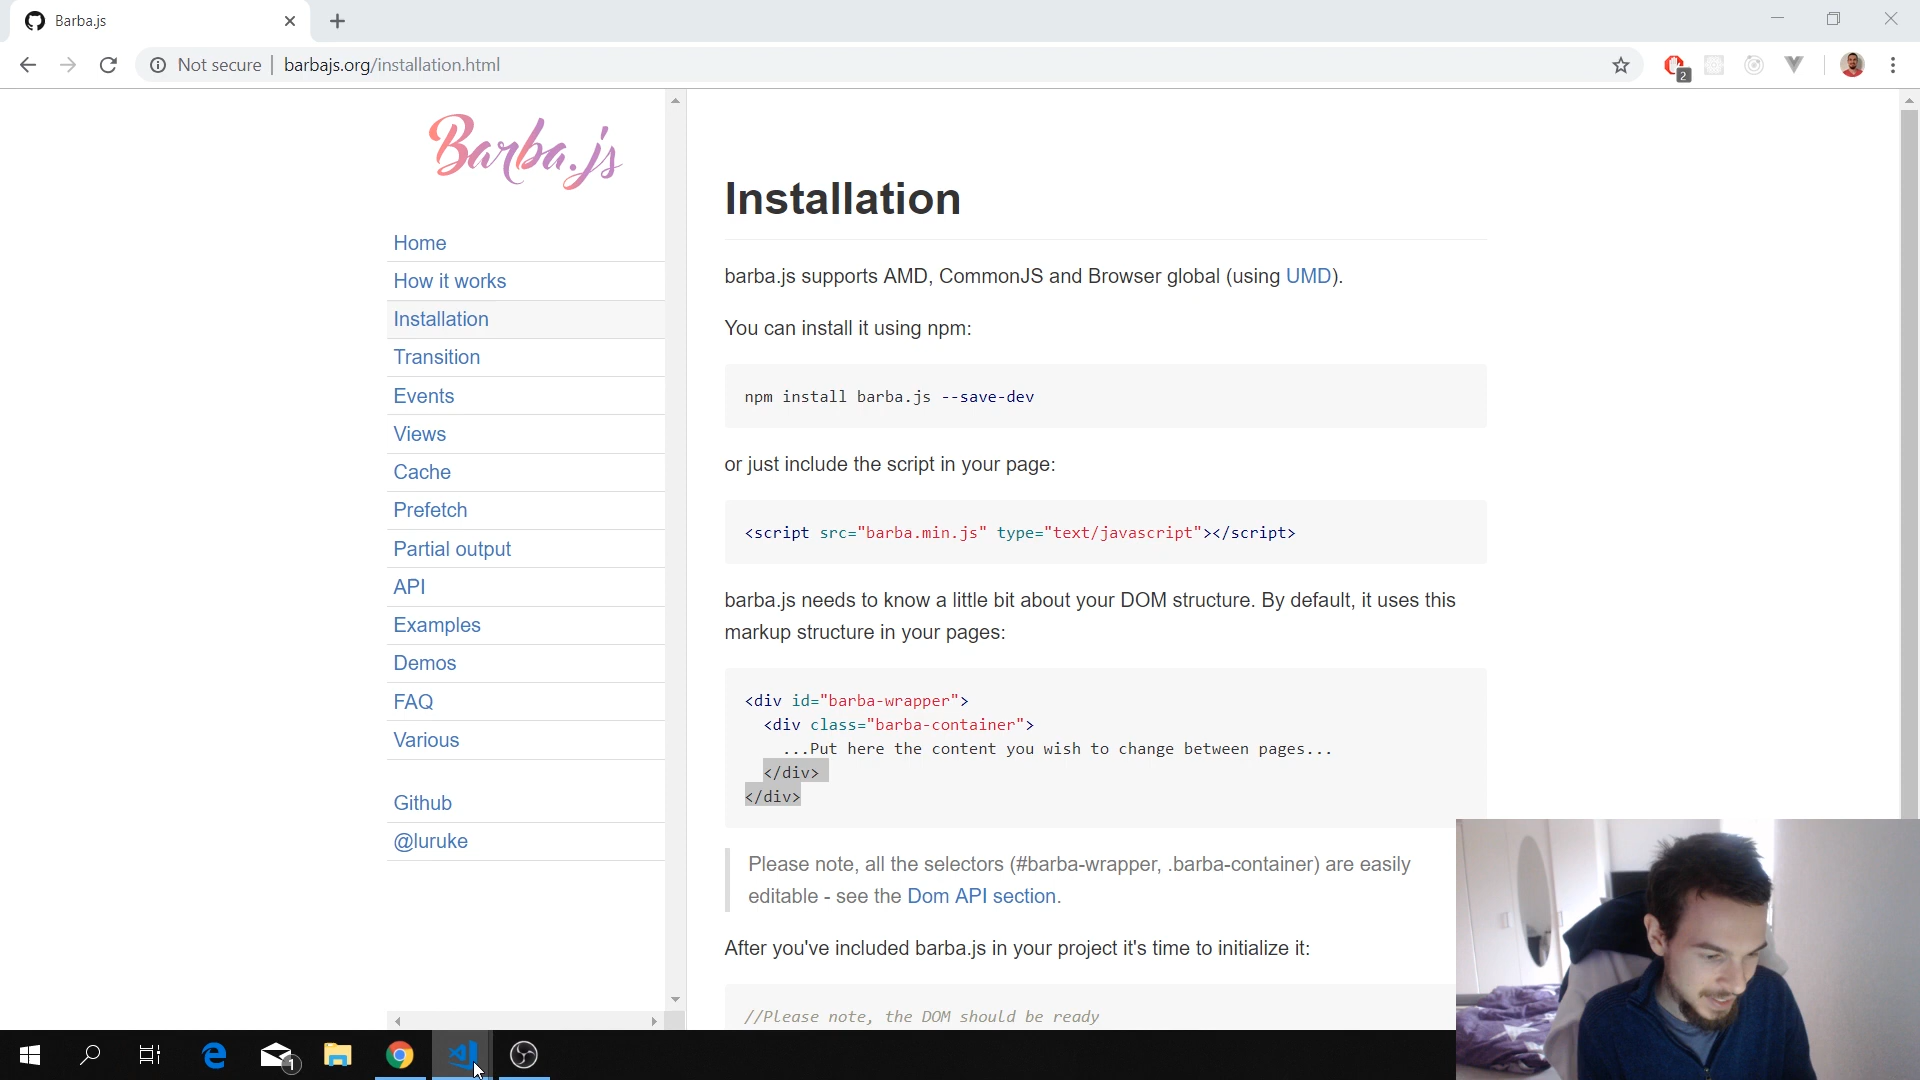 Barba.js
Not secure
barbajs.org/installation.html
2
Barba.js
Home
How it works
Installation
Transition
Events
Views
Cache
Prefetch
Partial output
API
Examples
Demos
FAQ
Various
Github
@luruke
Installation
barba.js supports AMD, CommonJS and Browser global (using UMD).
You can install it using npm:
npm install barba.js --save-dev
or just include the script in your page:
<script src="barba.min.js" type="text/javascript"></script>
barba.js needs to know a little bit about your DOM structure. By default, it uses this
markup structure in your pages:
<div id="barba-wrapper">
<div class="barba-container">
...Put here the content you wish to change between pages...
</div>
</div>
Please note, all the selectors (#barba-wrapper, .barba-container) are easily
editable - see the Dom API section.
After you've included barba.js in your project it's time to initialize it:
//Please note, the DOM should be ready
1